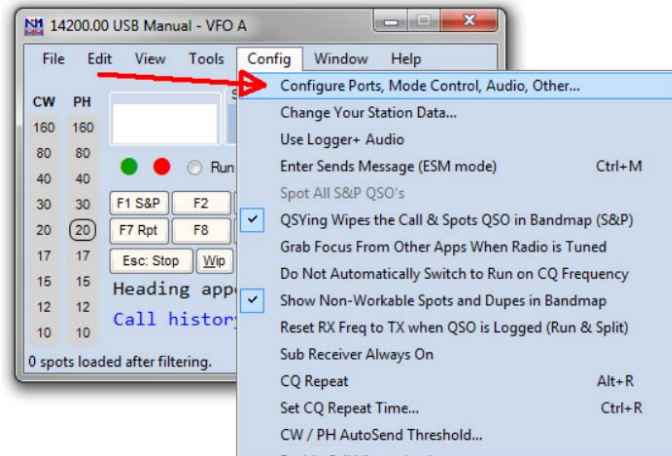 14200.00 USB Manual - VFO A
File Edit View Tools Config Window Help
Configure Ports, Mode Control, Audio, Other...
Change Your Station Data...
Use Logger+ Audio
Enter Sends Message (ESM mode) Ctrl+M
Spot All S&P QSO's
QSYing Wipes the Call & Spots QSO in Bandmap (S&P)
Grab Focus From Other Apps When Radio is Tuned
Do Not Automatically Switch to Run on CQ Frequency
Show Non-Workable Spots and Dupes in Bandmap
Reset RX Freq to TX when QSO is Logged (Run & Split)
Sub Receiver Always On
CQ Repeat Alt+R
Set CQ Repeat Time... Ctrl+R
CW / PH AutoSend Threshold...
CW PH
160 160
80 80
40 40
30 30
20 20
17 17
15 15
12 12
10 10
Run
F1 S&P F2
F7 Rpt F8
Esc: Stop Wip
Heading app
Call histor
0 spots loaded after filtering.